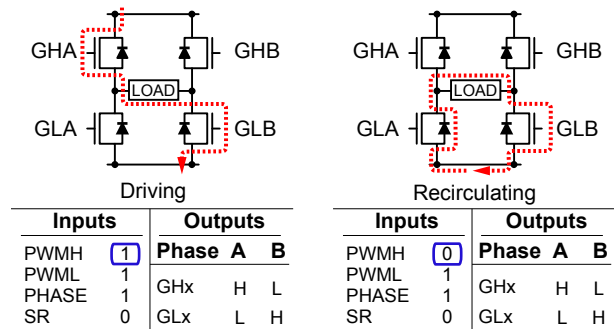 GHA GHB
LOAD
GLA GLB
Driving
Inputs Outputs
PWMH 1 Phase A B
PWML 1
PHASE 1 GHx H L
SR 0 GLx L H
GHA GHB
LOAD
GLA GLB
Recirculating
Inputs Outputs
PWMH 0 Phase A B
PWML 1
PHASE 1 GHx H L
SR 0 GLx L H